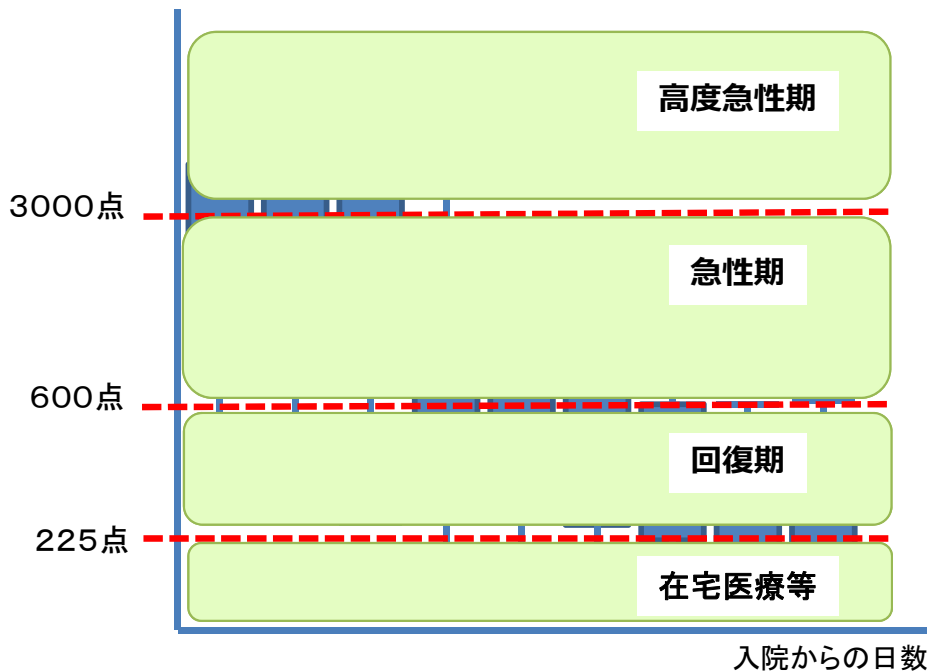 高度急性期
3000点
急性期
600点
回復期
225点
在宅医療等
入院からの日数